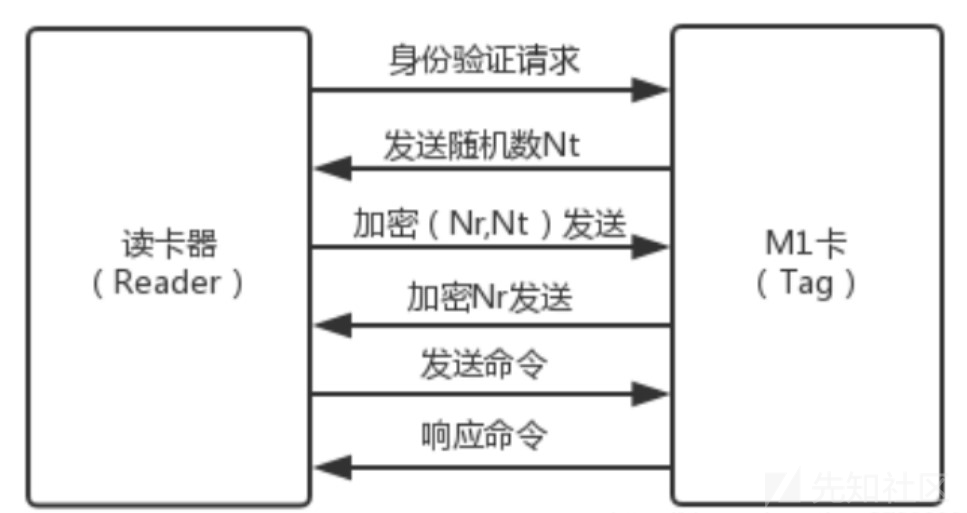 身份验证请求
发送随机数Nt
加密（Nr,Nt）发送
加密Nr发送
发送命令
响应命令
读卡器
（Reader）
M1卡
（Tag）
先知社区